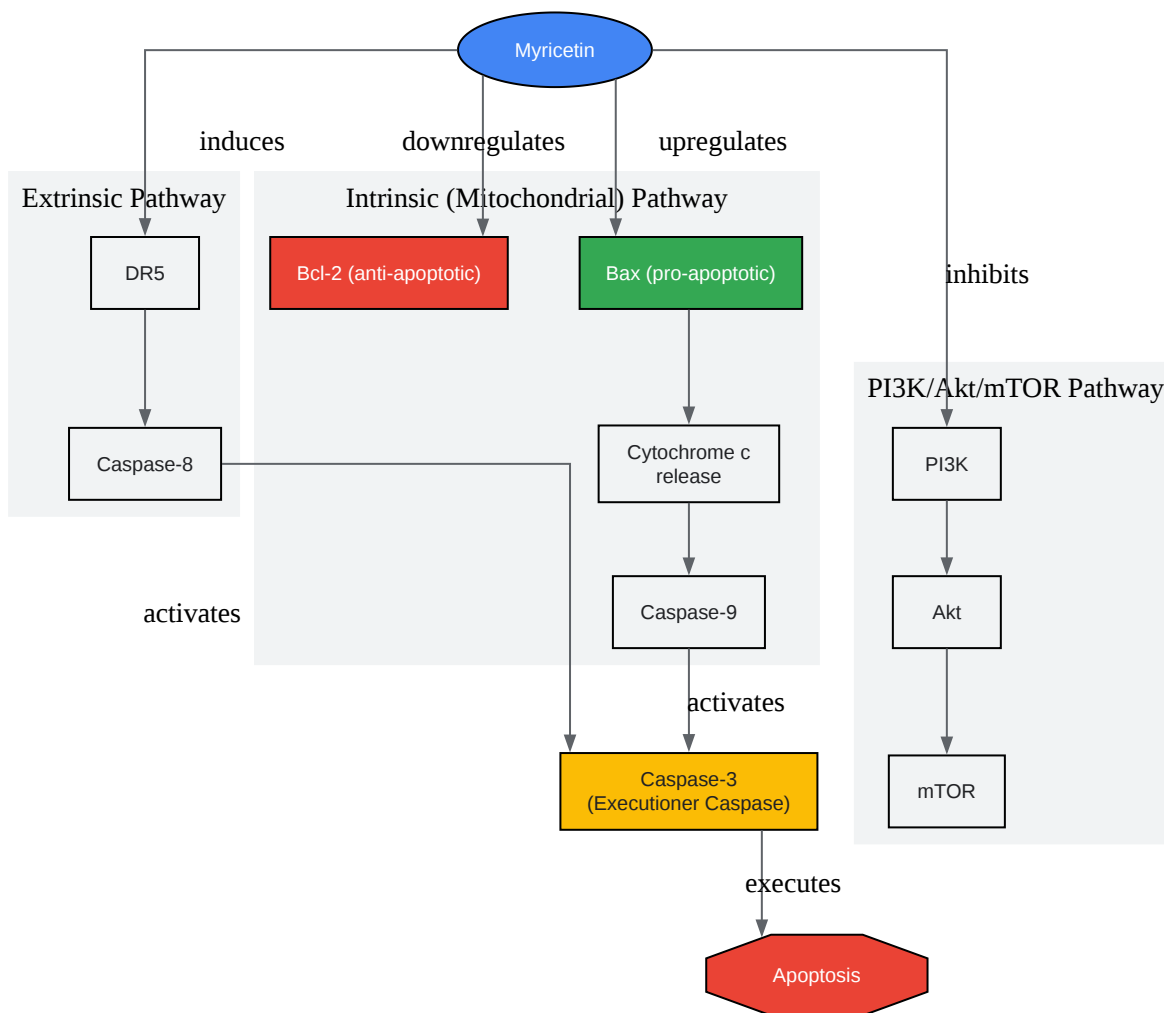 Myricetin
induces
downregulates
upregulates
Extrinsic Pathway
Intrinsic (Mitochondrial) Pathway
DR5
Bcl-2 (anti-apoptotic)
Bax (pro-apoptotic)
inhibits
PI3K/Akt/mTOR Pathway
Caspase-8
Cytochrome c
release
PI3K
activates
Caspase-9
Akt
activates
Caspase-3
(Executioner Caspase)
mTOR
executes
Apoptosis